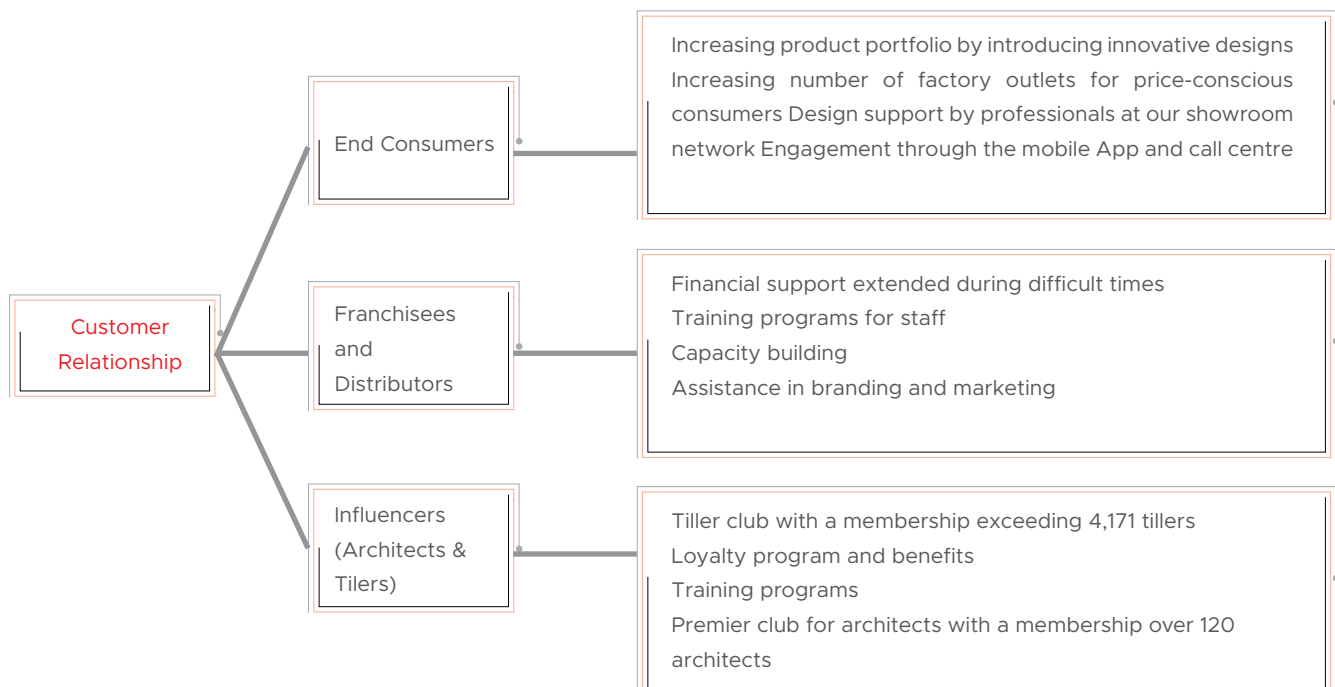 Customer
Relationship
End Consumers
Increasing product portfolio by introducing innovative designs
Increasing number of factory outlets for price-conscious
consumers Design support by professionals at our showroom
network Engagement through the mobile App and call centre
Franchisees
and
Distributors
Financial support extended during difficult times
Training programs for staff
Capacity building
Assistance in branding and marketing
Influencers
(Architects &
Tilers)
Tiller club with a membership exceeding 4,171 tillers
Loyalty program and benefits
Training programs
Premier club for architects with a membership over 120
architects